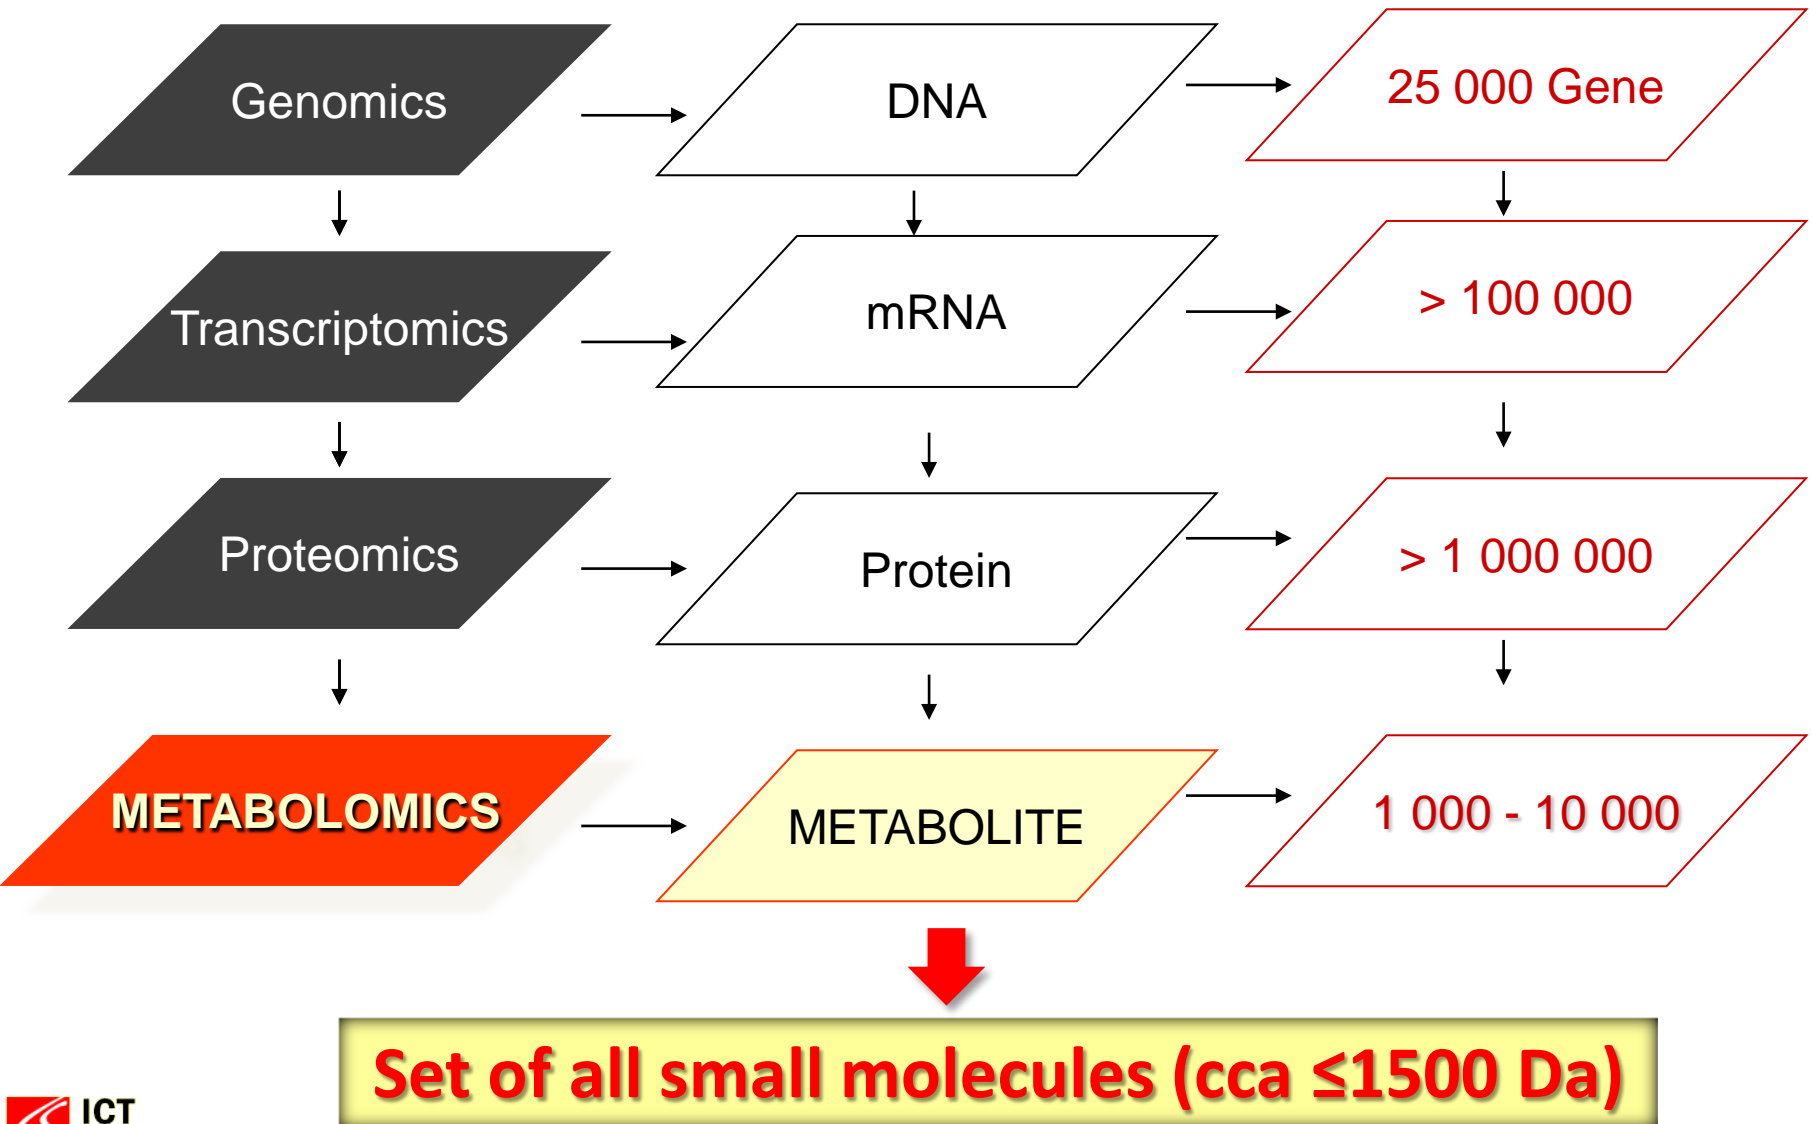 Genomics
DNA
25 000 Gene
Transcriptomics
mRNA
> 100 000
Proteomics
Protein
> 1 000 000
METABOLOMICS
METABOLITE
1 000 - 10 000
Set of all small molecules (cca ≤1500 Da)
ICT